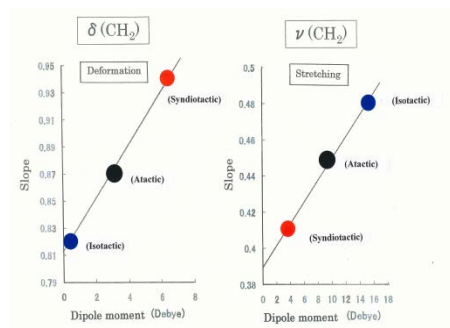 δ(CH₂)
Deformation
0.95
0.93
0.91
0.89
0.87
0.85
0.83
0.81
0.79
Slope
(Syndiotactic)
(Atactic)
(Isotactic)
0 2 4 6 8
Dipole moment (Debye)
ν(CH₂)
Stretching
0.5
0.48
0.46
0.44
0.42
0.4
0.38
Slope
(Isotactic)
(Atactic)
(Syndiotactic)
0 2 4 6 8 10 12 14 16 18
Dipole moment (Debye)